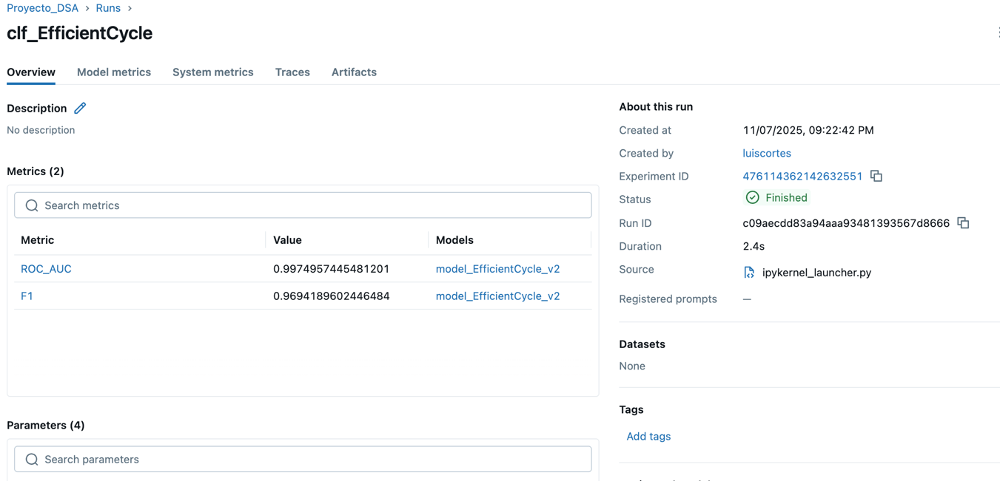 Proyecto_DSA > Runs >
clf_EfficientCycle
Overview Model metrics System metrics Traces Artifacts
Description
No description
Metrics (2)
Search metrics
Metric Value Models
ROC_AUC 0.9974957445481201 model_EfficientCycle_v2
F1 0.9694189602446484 model_EfficientCycle_v2
Parameters (4)
Search parameters
About this run
Created at 11/07/2025, 09:22:42 PM
Created by luiscortes
Experiment ID 476114362142632551
Status Finished
Run ID c09aecdd83a94aaa93481393567d8666
Duration 2.4s
Source ipykernel_launcher.py
Registered prompts —
Datasets
None
Tags
Add tags